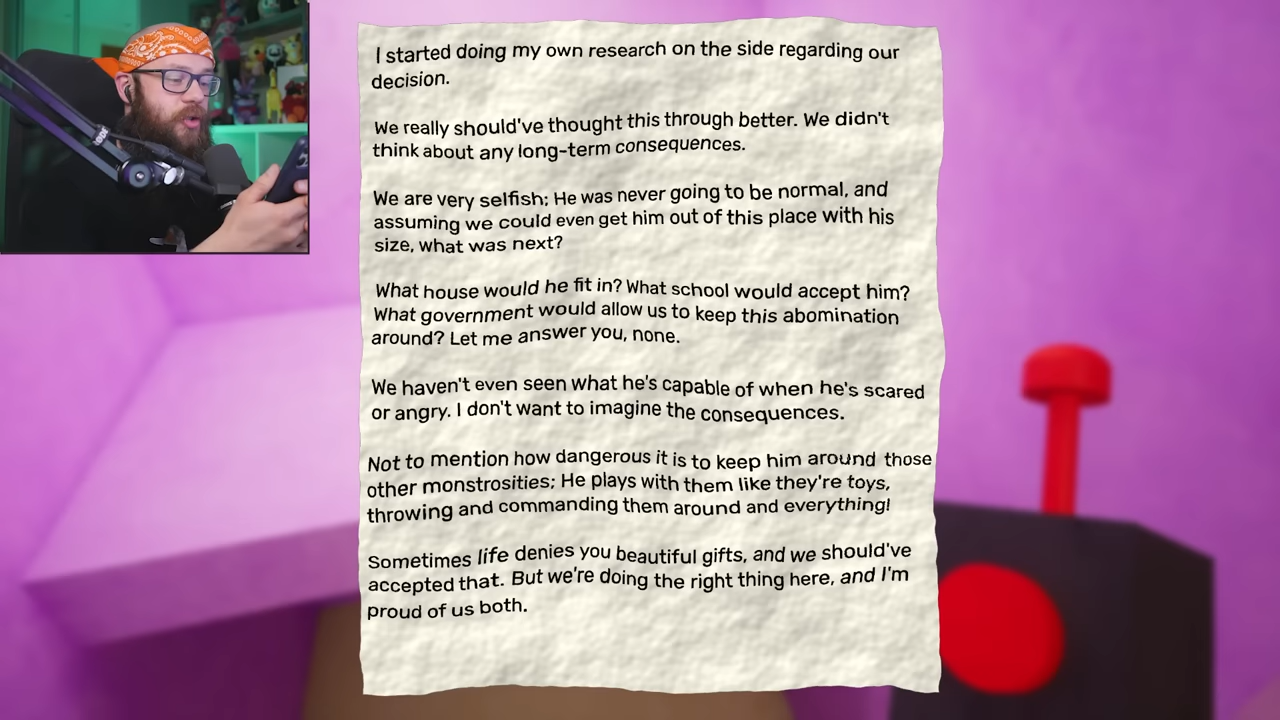 I started doing my own research on the side regarding our
decision.
We really should've thought this through better. We didn't
think about any long-term consequences.
We are very selfish; He was never going to be normal, and
assuming we could even get him out of this place with his
size, what was next?
What house would he fit in? What school would accept him?
What government would allow us to keep this abomination
around? Let me answer you, none.
We haven't even seen what he's capable of when he's scared
or angry. I don't want to imagine the consequences.
Not to mention how dangerous it is to keep him around those
other monstrosities; He plays with them like they're toys,
throwing and commanding them around and everything!
Sometimes life denies you beautiful gifts, and we should've
accepted that. But we're doing the right thing here, and I'm
proud of us both.